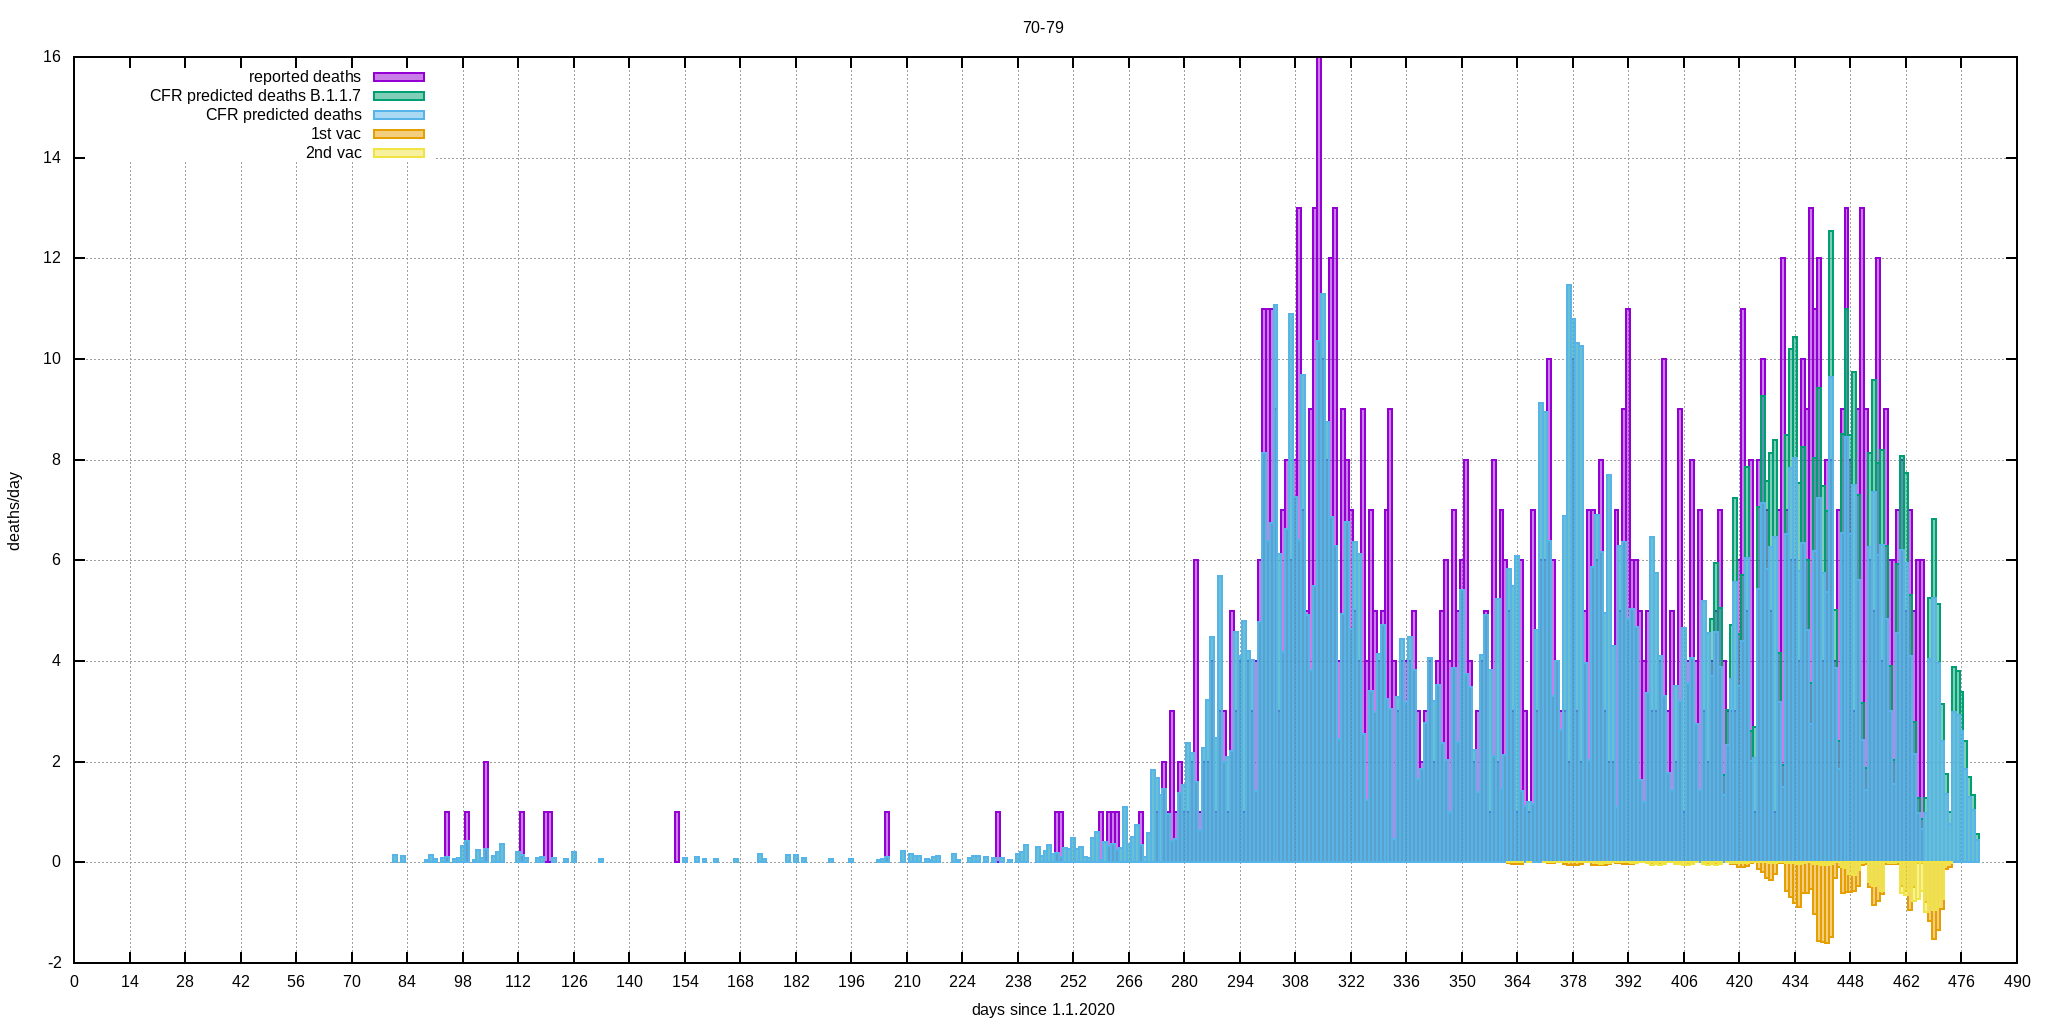 70-79
16
14
12
10
8
6
4
2
0
-2
reported deaths
CFR predicted deaths B.1.1.7
CFR predicted deaths
1st vac
2nd vac
deaths/day
0 14 28 42 56 70 84 98 112 126 140 154 168 182 196 210 224 238 252 266 280 294 308 322 336 350 364 378 392 406 420 434 448 462 476 490
days since 1.1.2020